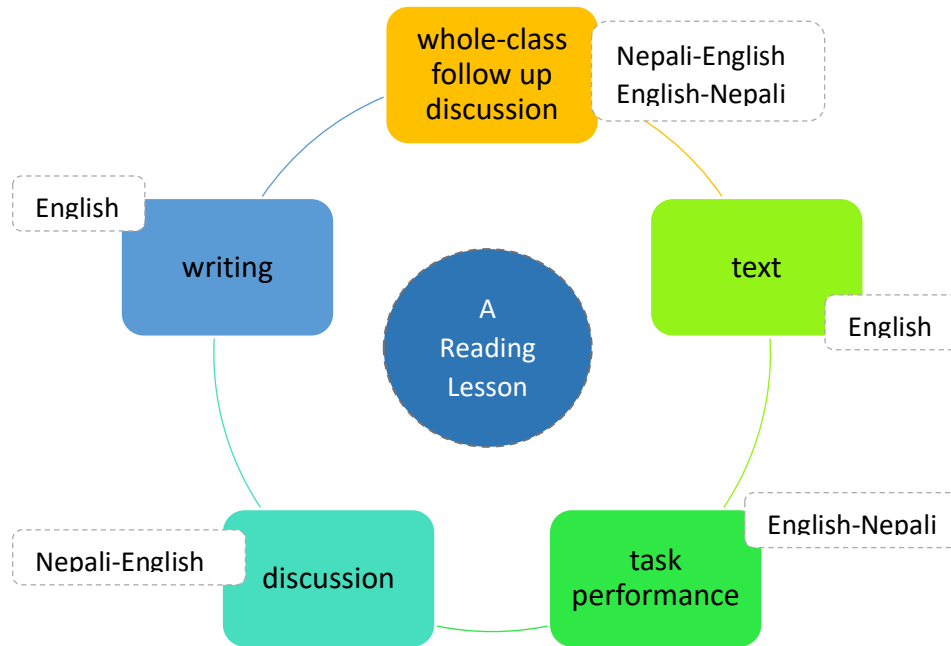 whole-class
follow up
discussion
Nepali-English
English-Nepali
English
writing
text
English
A
Reading
Lesson
Nepali-English
discussion
English-Nepali
task
performance